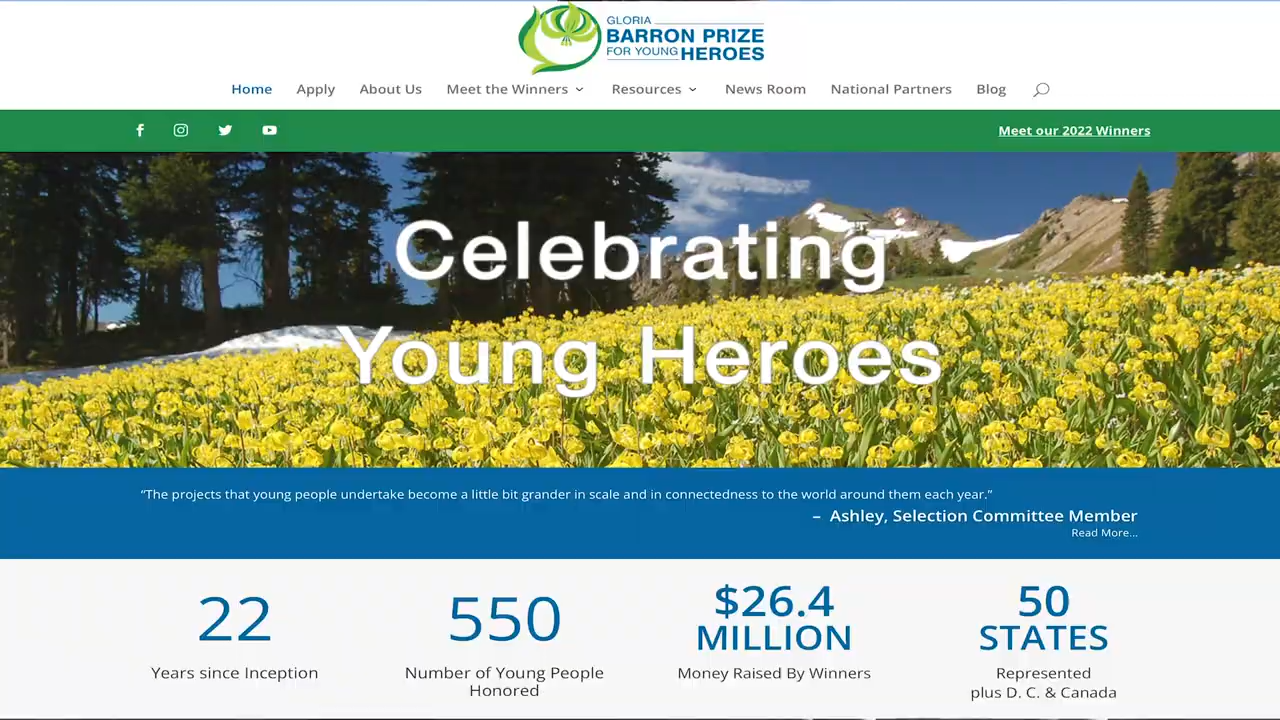 GLORIA
BARRON PRIZE
FOR YOUNG HEROES
Home Apply About Us Meet the Winners Resources News Room National Partners Blog
Meet our 2022 Winners
Celebrating
Young Heroes
“The projects that young people undertake become a little bit grander in scale and in connectedness to the world around them each year.”
– Ashley, Selection Committee Member
Read More...
22
Years since Inception
550
Number of Young People
Honored
$26.4
MILLION
Money Raised By Winners
50
STATES
Represented
plus D. C. & Canada